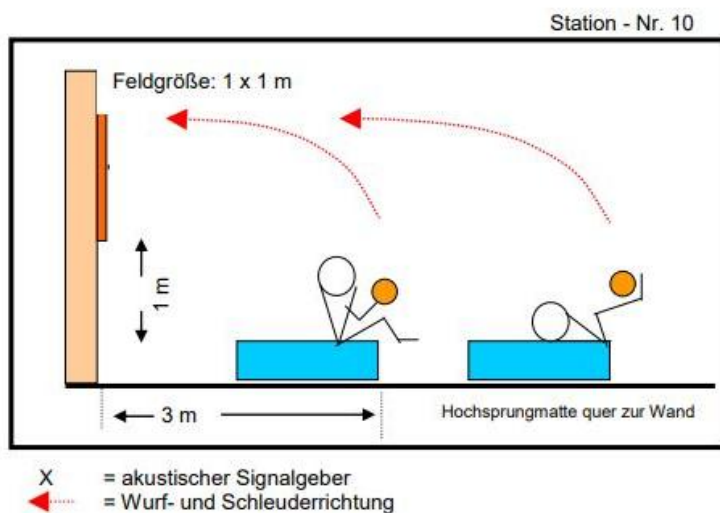 Station - Nr. 10
Feldgröße: 1 x 1 m
1 m
3 m
Hochsprungmatte quer zur Wand
X = akustischer Signalgeber
= Wurf- und Schleuderrichtung